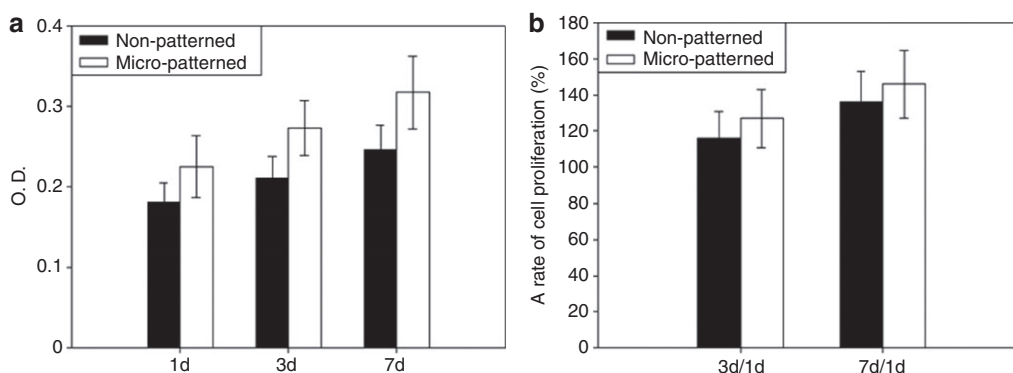 a
0.4
Non-patterned
Micro-patterned
0.3
0.2
0.1
0
O. D.
1d
3d
7d
b
180
Non-patterned
160
Micro-patterned
140
120
100
80
60
40
20
0
A rate of cell proliferation (%)
3d/1d
7d/1d